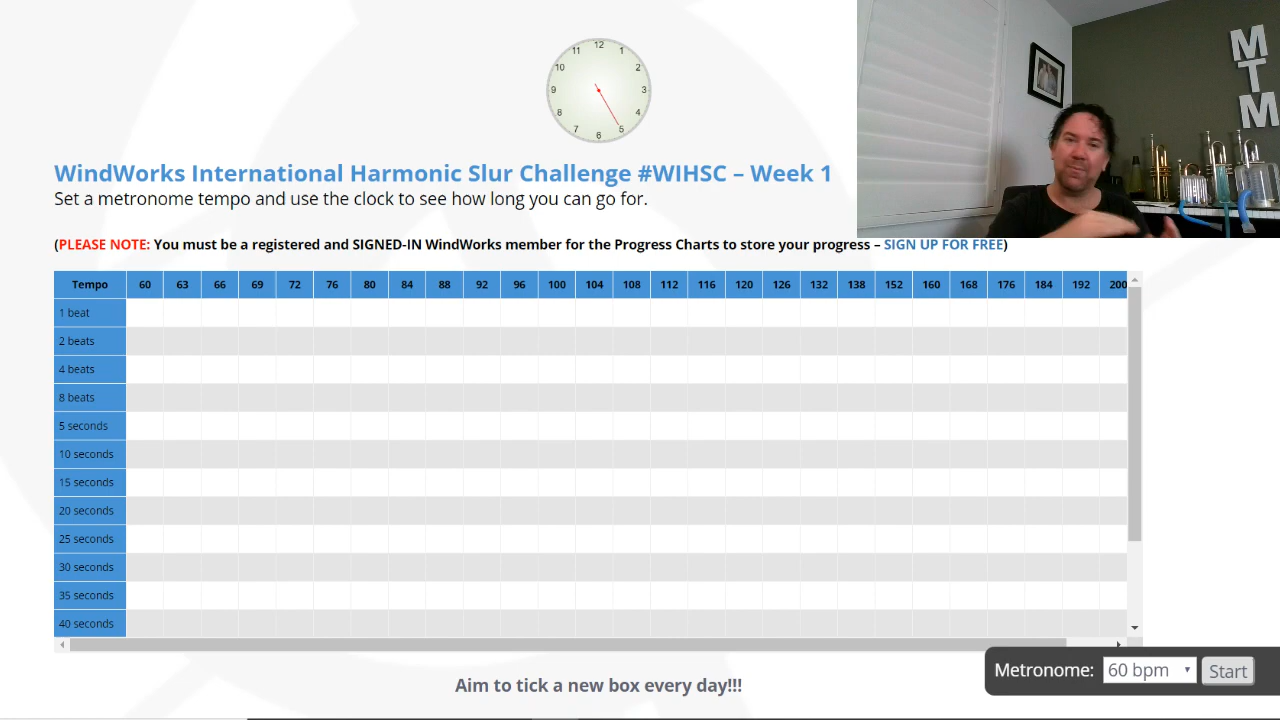 12
11 1
10 2
9 3
8 4
7 5
6
M
T
M
WindWorks International Harmonic Slur Challenge #WIHSC – Week 1
Set a metronome tempo and use the clock to see how long you can go for.
(PLEASE NOTE: You must be a registered and SIGNED-IN WindWorks member for the Progress Charts to store your progress – SIGN UP FOR FREE)
Tempo 60 63 66 69 72 76 80 84 88 92 96 100 104 108 112 116 120 126 132 138 152 160 168 176 184 192 200
1 beat
2 beats
4 beats
8 beats
5 seconds
10 seconds
15 seconds
20 seconds
25 seconds
30 seconds
35 seconds
40 seconds
Metronome: 60 bpm Start
Aim to tick a new box every day!!!